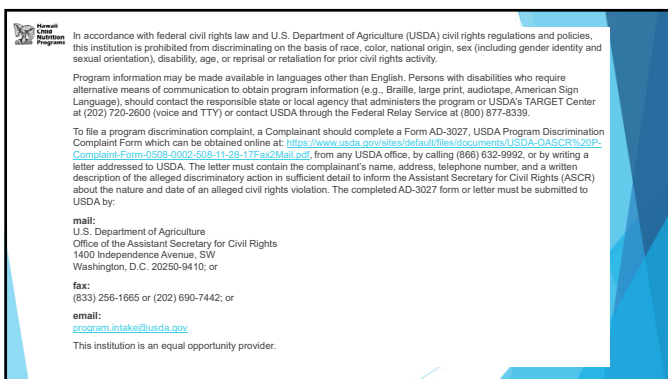 Hawaii
Child
Nutrition
Programs
In accordance with federal civil rights law and U.S. Department of Agriculture (USDA) civil rights regulations and policies,
this institution is prohibited from discriminating on the basis of race, color, national origin, sex (including gender identity and
sexual orientation), disability, age, or reprisal or retaliation for prior civil rights activity.
Program information may be made available in languages other than English. Persons with disabilities who require
alternative means of communication to obtain program information (e.g., Braille, large print, audiotape, American Sign
Language), should contact the responsible state or local agency that administers the program or USDA's TARGET Center
at (202) 720-2600 (voice and TTY) or contact USDA through the Federal Relay Service at (800) 877-8339.
To file a program discrimination complaint, a Complainant should complete a Form AD-3027, USDA Program Discrimination
Complaint Form which can be obtained online at: https://www.usda.gov/sites/default/files/documents/USDA-OASCR%20P-
Complaint-Form-0508-0002-508-11-28-17Fax2Mail.pdf, from any USDA office, by calling (866) 632-9992, or by writing a
letter addressed to USDA. The letter must contain the complainant's name, address, telephone number, and a written
description of the alleged discriminatory action in sufficient detail to inform the Assistant Secretary for Civil Rights (ASCR)
about the nature and date of an alleged civil rights violation. The completed AD-3027 form or letter must be submitted to
USDA by:
mail:
U.S. Department of Agriculture
Office of the Assistant Secretary for Civil Rights
1400 Independence Avenue, SW
Washington, D.C. 20250-9410; or
fax:
(833) 256-1665 or (202) 690-7442; or
email:
program.intake@usda.gov
This institution is an equal opportunity provider.